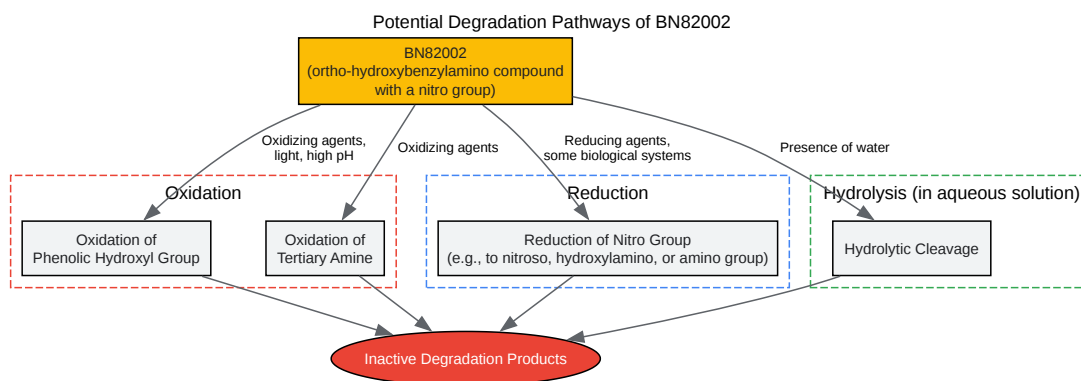 Potential Degradation Pathways of BN82002
BN82002
(ortho-hydroxybenzylamino compound
with a nitro group)
Oxidizing agents,
light, high pH
Oxidizing agents
Reducing agents,
some biological systems
Presence of water
Oxidation
Reduction
Hydrolysis (in aqueous solution)
Oxidation of
Phenolic Hydroxyl Group
Oxidation of
Tertiary Amine
Reduction of Nitro Group
(e.g., to nitroso, hydroxylamino, or amino group)
Hydrolytic Cleavage
Inactive Degradation Products